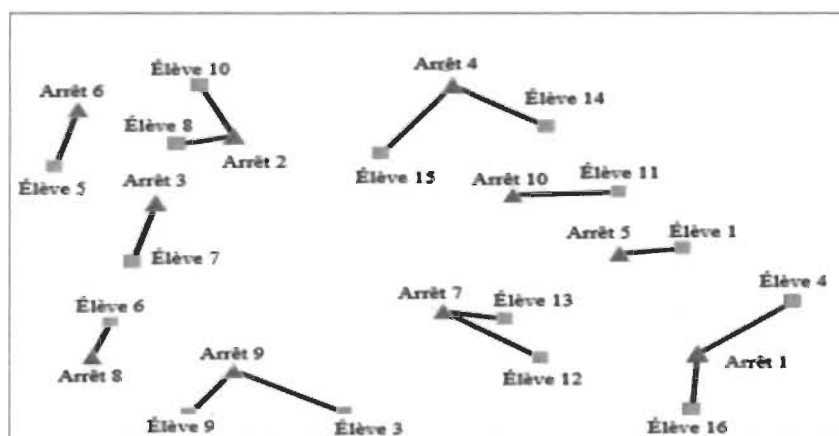 Élève 10
Arrêt 4
Arrêt 6
Élève 14
Élève 8
Arrêt 2
Élève 5
Arrêt 3
Élève 15
Arrêt 10
Élève 11
Arrêt 5
Élève 1
Élève 7
Élève 4
Élève 6
Arrêt 7
Élève 13
Arrêt 9
Arrêt 1
Arrêt 8
Élève 12
Élève 9
Élève 3
Élève 16